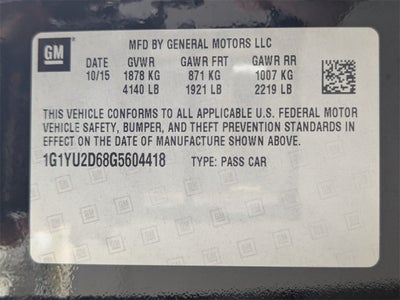 GM
MFD BY GENERAL MOTORS LLC
DATE GVWR GAWR FRT GAWR RR
10/15 1878 KG 871 KG 1007 KG
4140 LB 1921 LB 2219 LB
THIS VEHICLE CONFORMS TO ALL APPLICABLE U.S. FEDERAL MOTOR
VEHICLE SAFETY, BUMPER, AND THEFT PREVENTION STANDARDS IN
EFFECT ON THE DATE OF MANUFACTURE SHOWN ABOVE.
1G1YU2D68G5604418 TYPE: PASS CAR